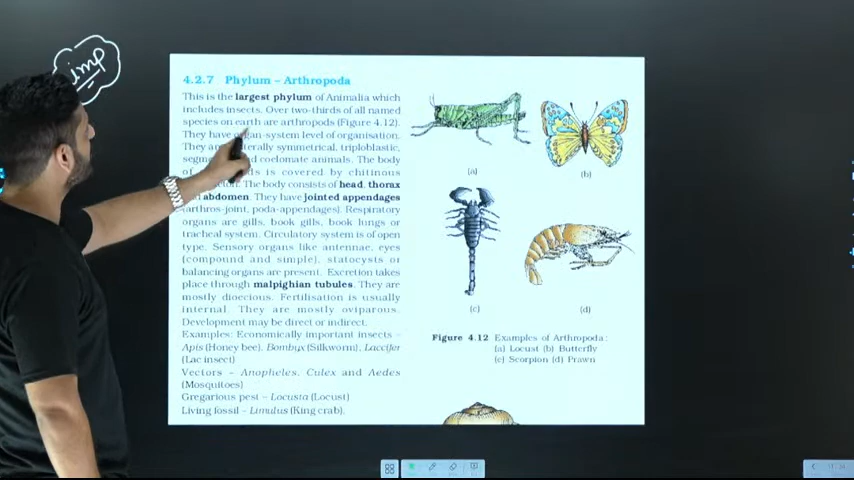 imp
4.2.7 Phylum – Arthropoda
This is the largest phylum of Animalia which
includes insects. Over two-thirds of all named
species on earth are arthropods (Figure 4.12).
They have organ-system level of organisation.
They are bilaterally symmetrical, triploblastic,
and coelomate animals. The body
of is covered by chitinous
The body consists of head, thorax
abdomen. They have jointed appendages
(arthros-joint, poda-appendages). Respiratory
organs are gills, book gills, book lungs or
tracheal system. Circulatory system is of open
type. Sensory organs like antennae, eyes
(compound and simple), statocysts or
balancing organs are present. Excretion takes
place through malpighian tubules. They are
mostly dioecious. Fertilisation is usually
internal. They are mostly oviparous.
Development may be direct or indirect.
Examples: Economically important insects –
Apis (Honey bee), Bombyx (Silkworm), Laccifer
(Lac insect)
Vectors – Anopheles, Culex and Aedes
(Mosquitoes)
Gregarious pest – Locusta (Locust)
Living fossil – Limulus (King crab).
(a)
(b)
(c)
(d)
Figure 4.12 Examples of Arthropoda:
(a) Locust (b) Butterfly
(c) Scorpion (d) Prawn